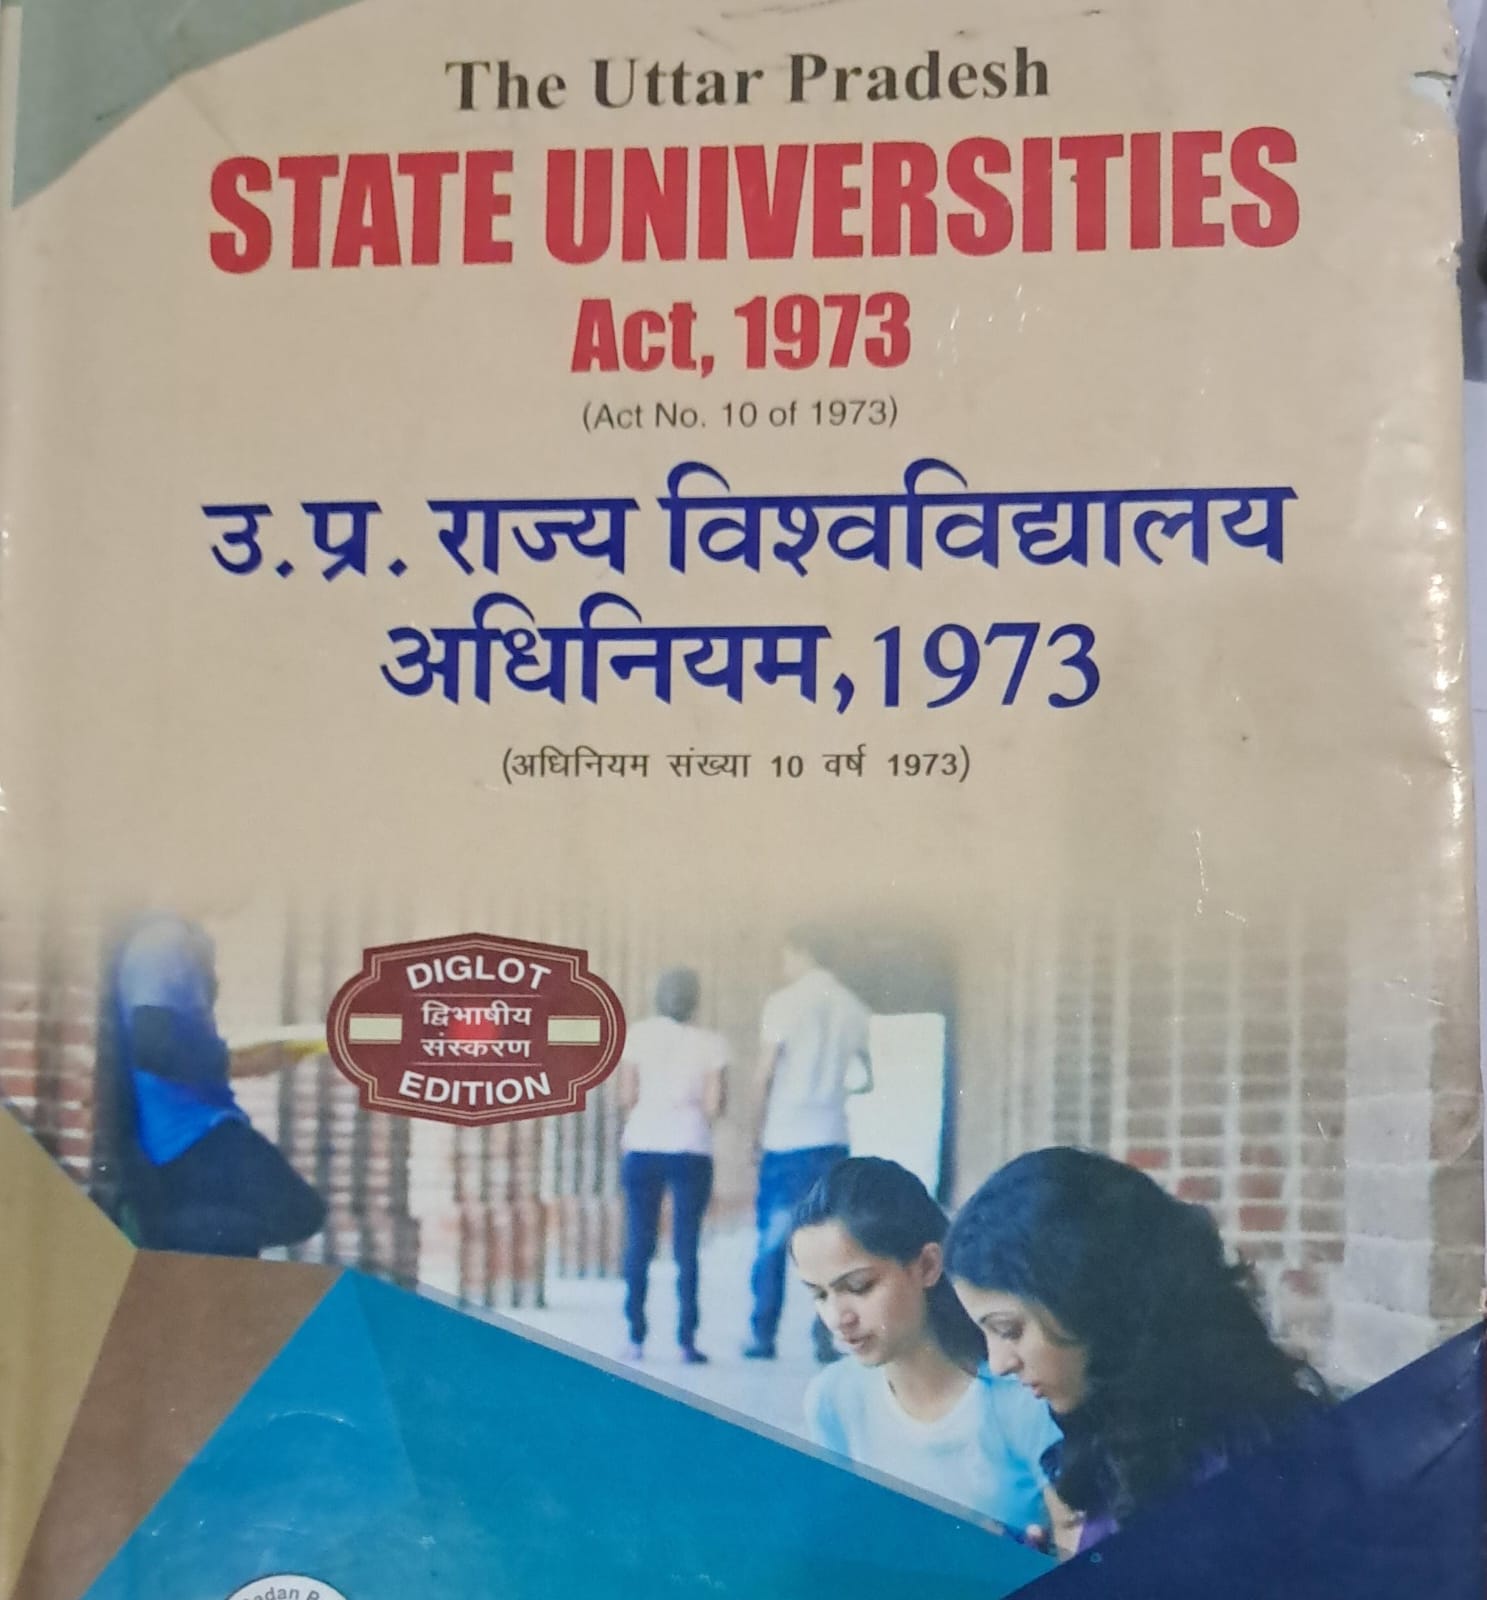 The Uttar Pradesh
STATE UNIVERSITIES
Act, 1973
(Act No. 10 of 1973)
उ.प्र. राज्य विश्वविद्यालय
अधिनियम, 1973
(अधिनियम संख्या 10 वर्ष 1973)
DIGLOT
द्विभाषीय
संस्करण
EDITION